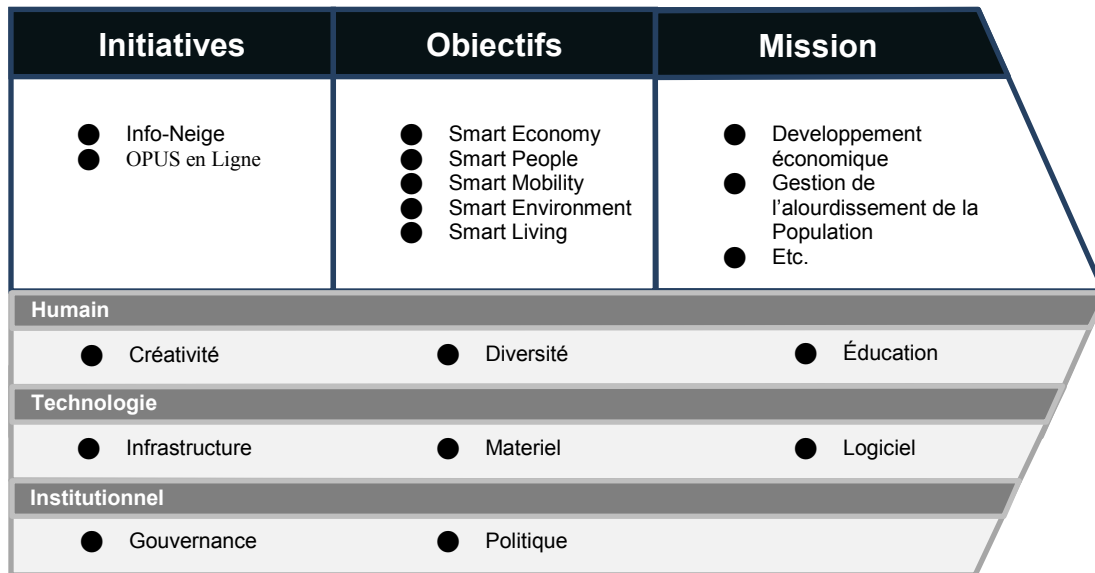 Initiatives
Obiectifs
Mission
Info-Neige
OPUS en Ligne
Smart Economy
Smart People
Smart Mobility
Smart Environment
Smart Living
Developpement
économique
Gestion de
l'alourdissement de la
Population
Etc.
Humain
Créativité
Diversité
Éducation
Technologie
Infrastructure
Materiel
Logiciel
Institutionnel
Gouvernance
Politique